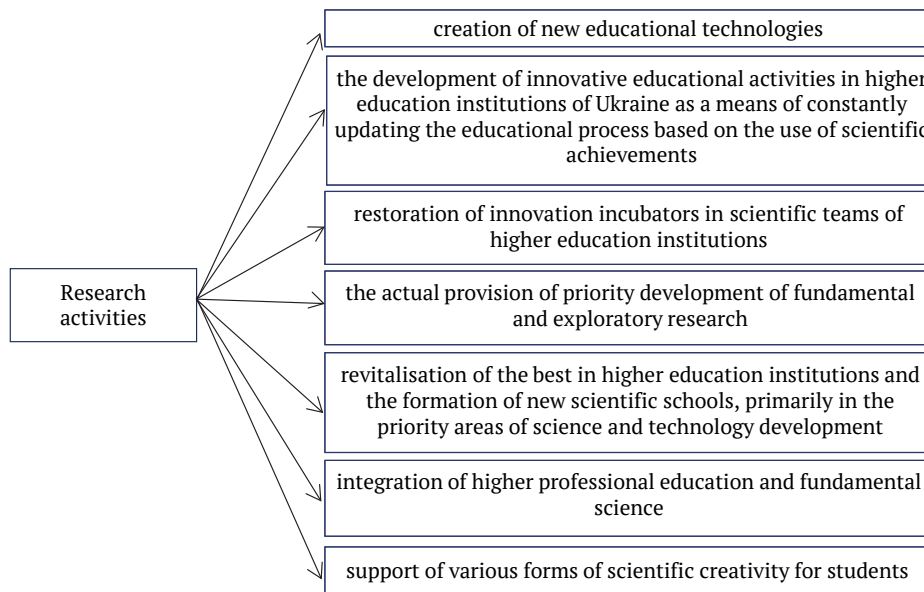 creation of new educational technologies
the development of innovative educational activities in higher
education institutions of Ukraine as a means of constantly
updating the educational process based on the use of scientific
achievements
restoration of innovation incubators in scientific teams of
higher education institutions
Research
activities
the actual provision of priority development of fundamental
and exploratory research
revitalisation of the best in higher education institutions and
the formation of new scientific schools, primarily in the
priority areas of science and technology development
integration of higher professional education and fundamental
science
support of various forms of scientific creativity for students